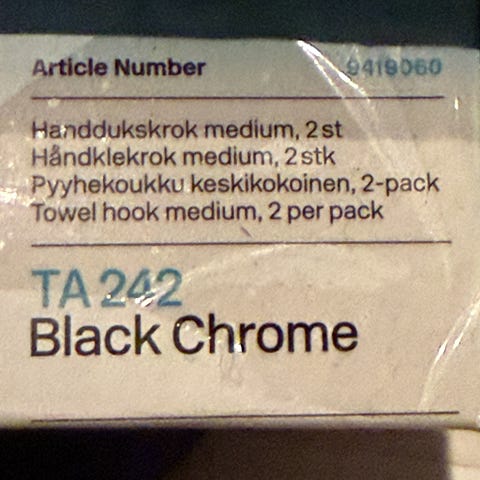 Article Number 9419060
Handdukskrok medium, 2 st
Håndklekrok medium, 2 stk
Pyyhekoukku keskikokoinen, 2-pack
Towel hook medium, 2 per pack
TA 242
Black Chrome